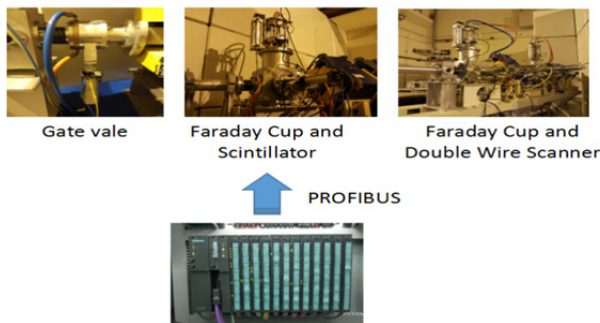 Gate vale
Faraday Cup and
Scintillator
Faraday Cup and
Double Wire Scanner
PROFIBUS